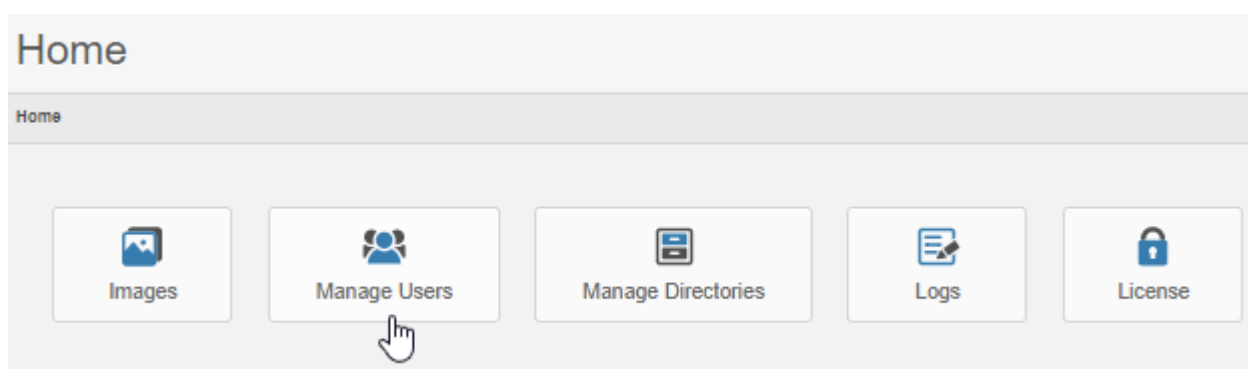 Home
Home
Images
Manage Users
Manage Directories
Logs
License